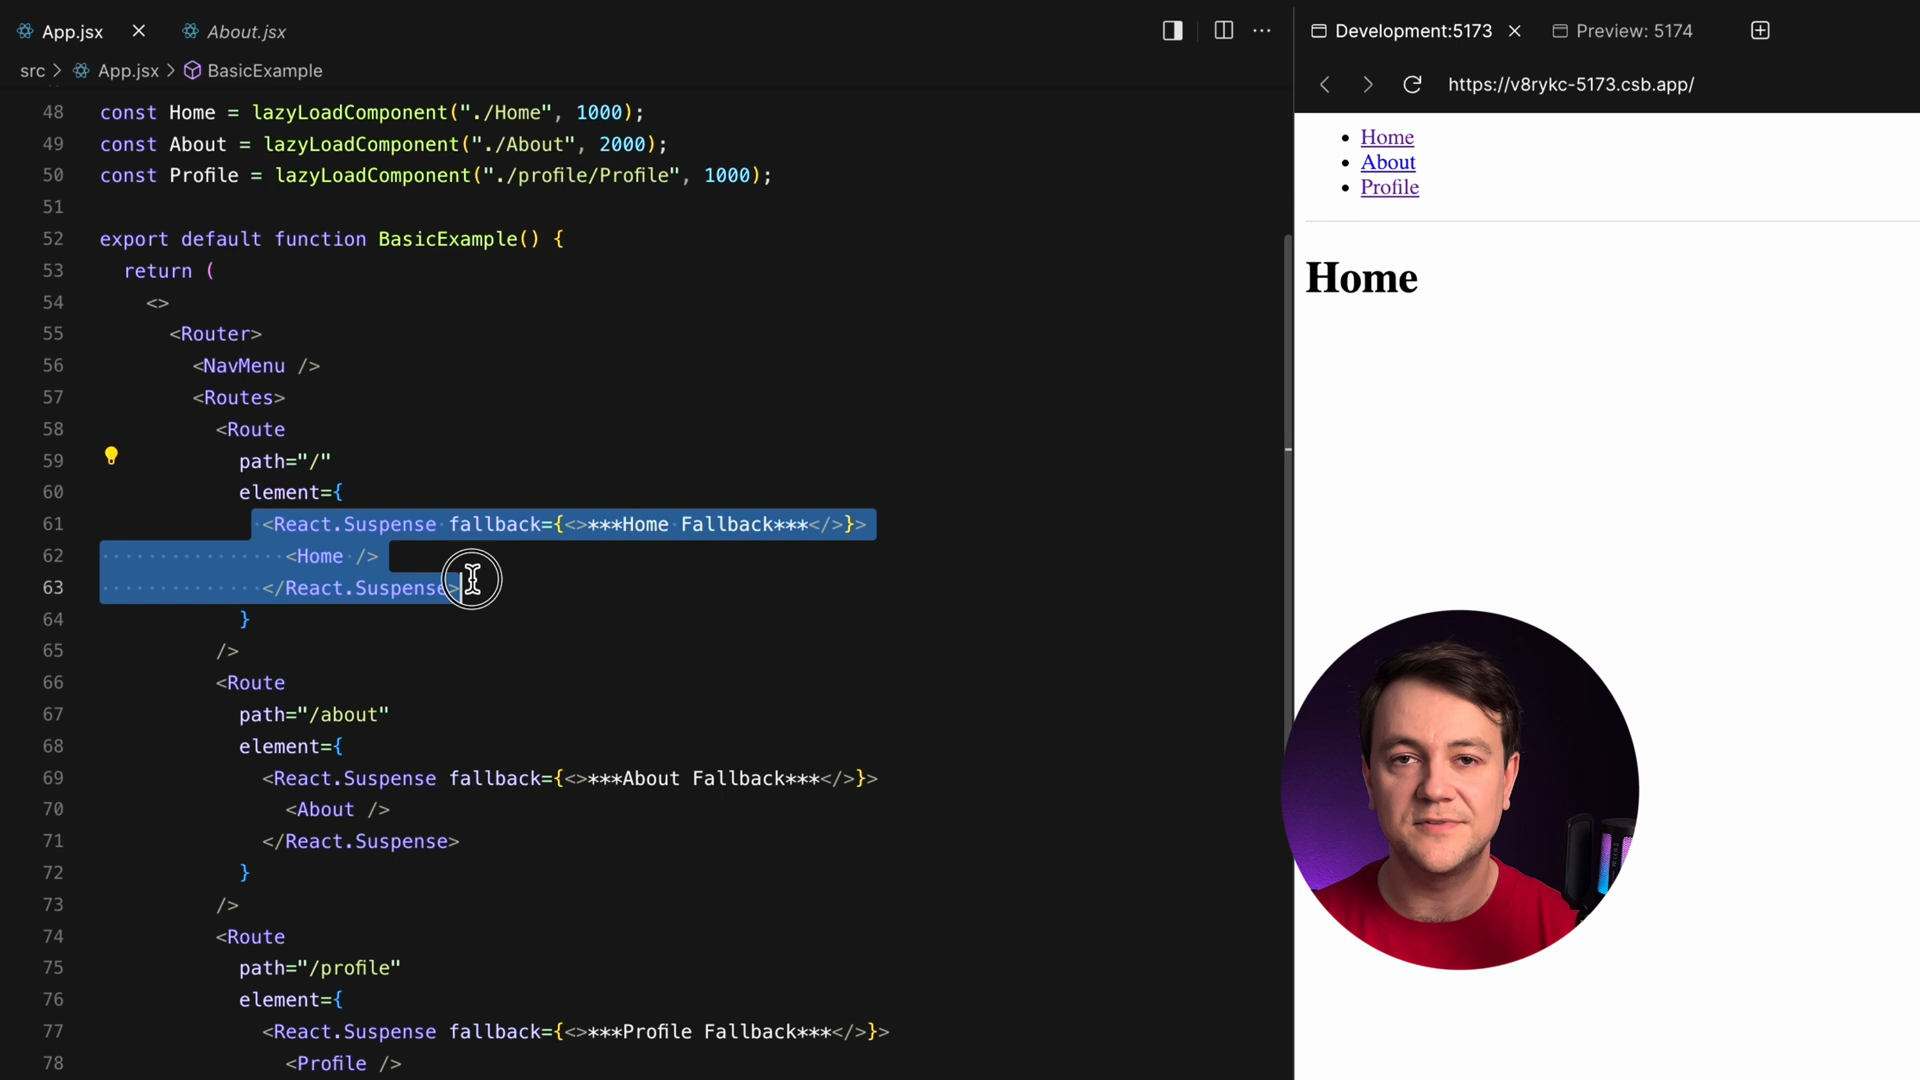 App.jsx
About.jsx
src > App.jsx > BasicExample
48 const Home = lazyLoadComponent("./Home", 1000);
49 const About = lazyLoadComponent("./About", 2000);
50 const Profile = lazyLoadComponent("./profile/Profile", 1000);
51
52 export default function BasicExample() {
53 return (
54 <>
55 <Router>
56 <NavMenu />
57 <Routes>
58 <Route
59 path="/"
60 element={
61 <React.Suspense fallback={<>***Home Fallback***</>}>
62 <Home />
63 </React.Suspense>
64 }
65 />
66 <Route
67 path="/about"
68 element={
69 <React.Suspense fallback={<>***About Fallback***</>}>
70 <About />
71 </React.Suspense>
72 }
73 />
74 <Route
75 path="/profile"
76 element={
77 <React.Suspense fallback={<>***Profile Fallback***</>}>
78 <Profile />
Development:5173
Preview: 5174
https://v8rykc-5173.csb.app/
Home
About
Profile
Home